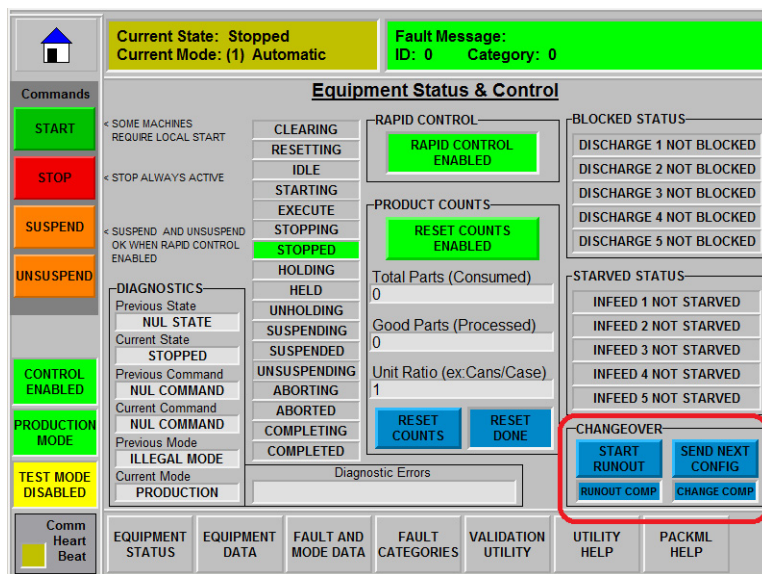 Current State: Stopped
Current Mode: (1) Automatic
Fault Message:
ID: 0 Category: 0
Equipment Status & Control
Commands
START
STOP
SUSPEND
UNSUSPEND
CONTROL
ENABLED
PRODUCTION
MODE
TEST MODE
DISABLED
Comm
Heart
Beat
< SOME MACHINES
REQUIRE LOCAL
START
< STOP ALWAYS
ACTIVE
< SUSPEND AND UNSUSPEND
OK WHEN RAPID CONTROL
ENABLED
DIAGNOSTICS
Previous State
NUL STATE
Current State
STOPPED
Previous Command
NUL COMMAND
Current Command
NUL COMMAND
Previous Mode
ILLEGAL MODE
Current Mode
PRODUCTION
CLEARING
RESETTING
IDLE
STARTING
EXECUTE
STOPPING
STOPPED
HOLDING
HELD
UNHOLDING
SUSPENDING
SUSPENDED
UNSUSPENDING
ABORTING
ABORTED
COMPLETING
COMPLETED
RAPID CONTROL
RAPID CONTROL
ENABLED
PRODUCT COUNTS
RESET COUNTS
ENABLED
Total Parts (Consumed)
0
Good Parts (Processed)
0
Unit Ratio (ex:Cans/Case)
1
RESET
COUNTS
RESET
DONE
Diagnostic Errors
BLOCKED STATUS
DISCHARGE 1 NOT BLOCKED
DISCHARGE 2 NOT BLOCKED
DISCHARGE 3 NOT BLOCKED
DISCHARGE 4 NOT BLOCKED
DISCHARGE 5 NOT BLOCKED
STARVED STATUS
INFEED 1 NOT STARVED
INFEED 2 NOT STARVED
INFEED 3 NOT STARVED
INFEED 4 NOT STARVED
INFEED 5 NOT STARVED
CHANGEOVER
START
RUNOUT
SEND NEXT
CONFIG
RUNOUT COMP
CHANGE COMP
EQUIPMENT
STATUS
EQUIPMENT
DATA
FAULT AND
MODE DATA
FAULT
CATEGORIES
VALIDATION
UTILITY
UTILITY
HELP
PACKML
HELP